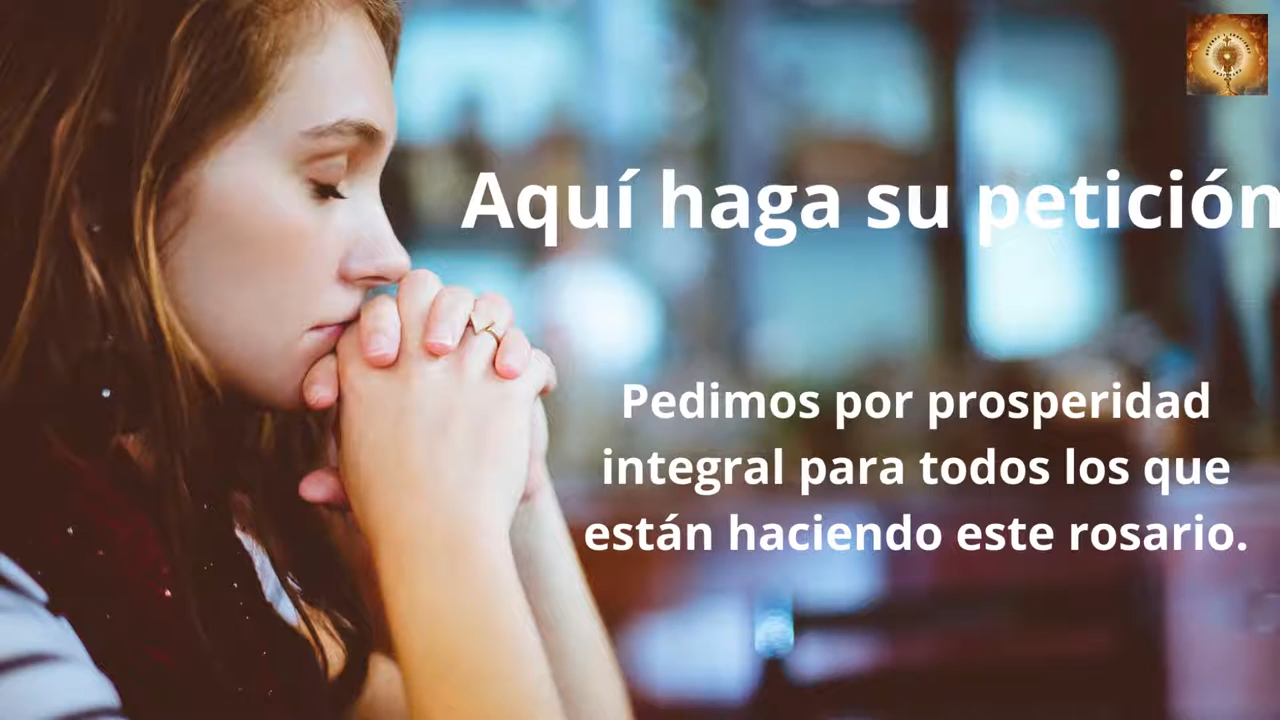 Aquí haga su petición
Pedimos por prosperidad
integral para todos los que
están haciendo este rosario.